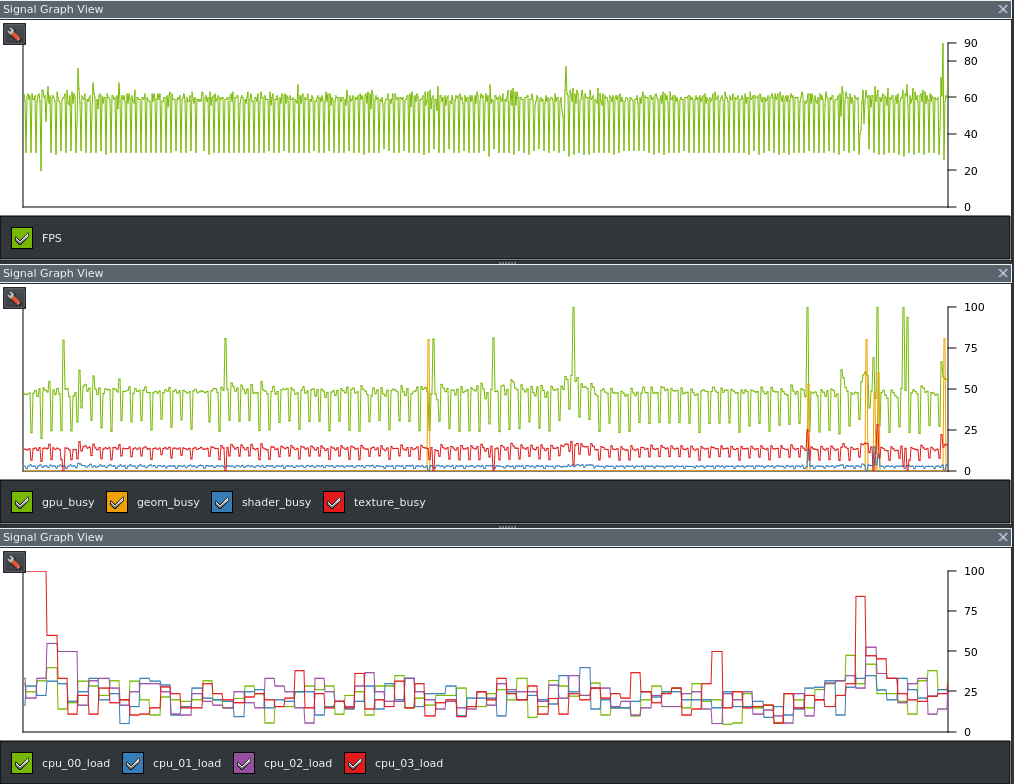 Signal Graph View
90
80
60
40
20
0
FPS
Signal Graph View
100
75
50
25
0
gpu_busy geom_busy shader_busy texture_busy
Signal Graph View
100
75
50
25
0
cpu_00_load cpu_01_load cpu_02_load cpu_03_load